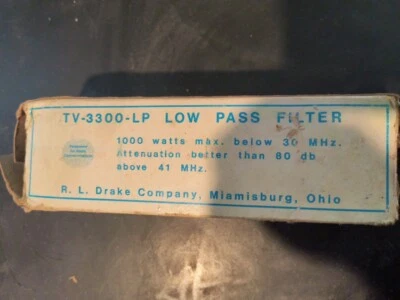 TV-3300-LP LOW PASS FILTER
1000 watts max. below 30 MHz.
Attenuation better than 80 db
above 41 MHz.
R. L. Drake Company, Miamisburg, Ohio